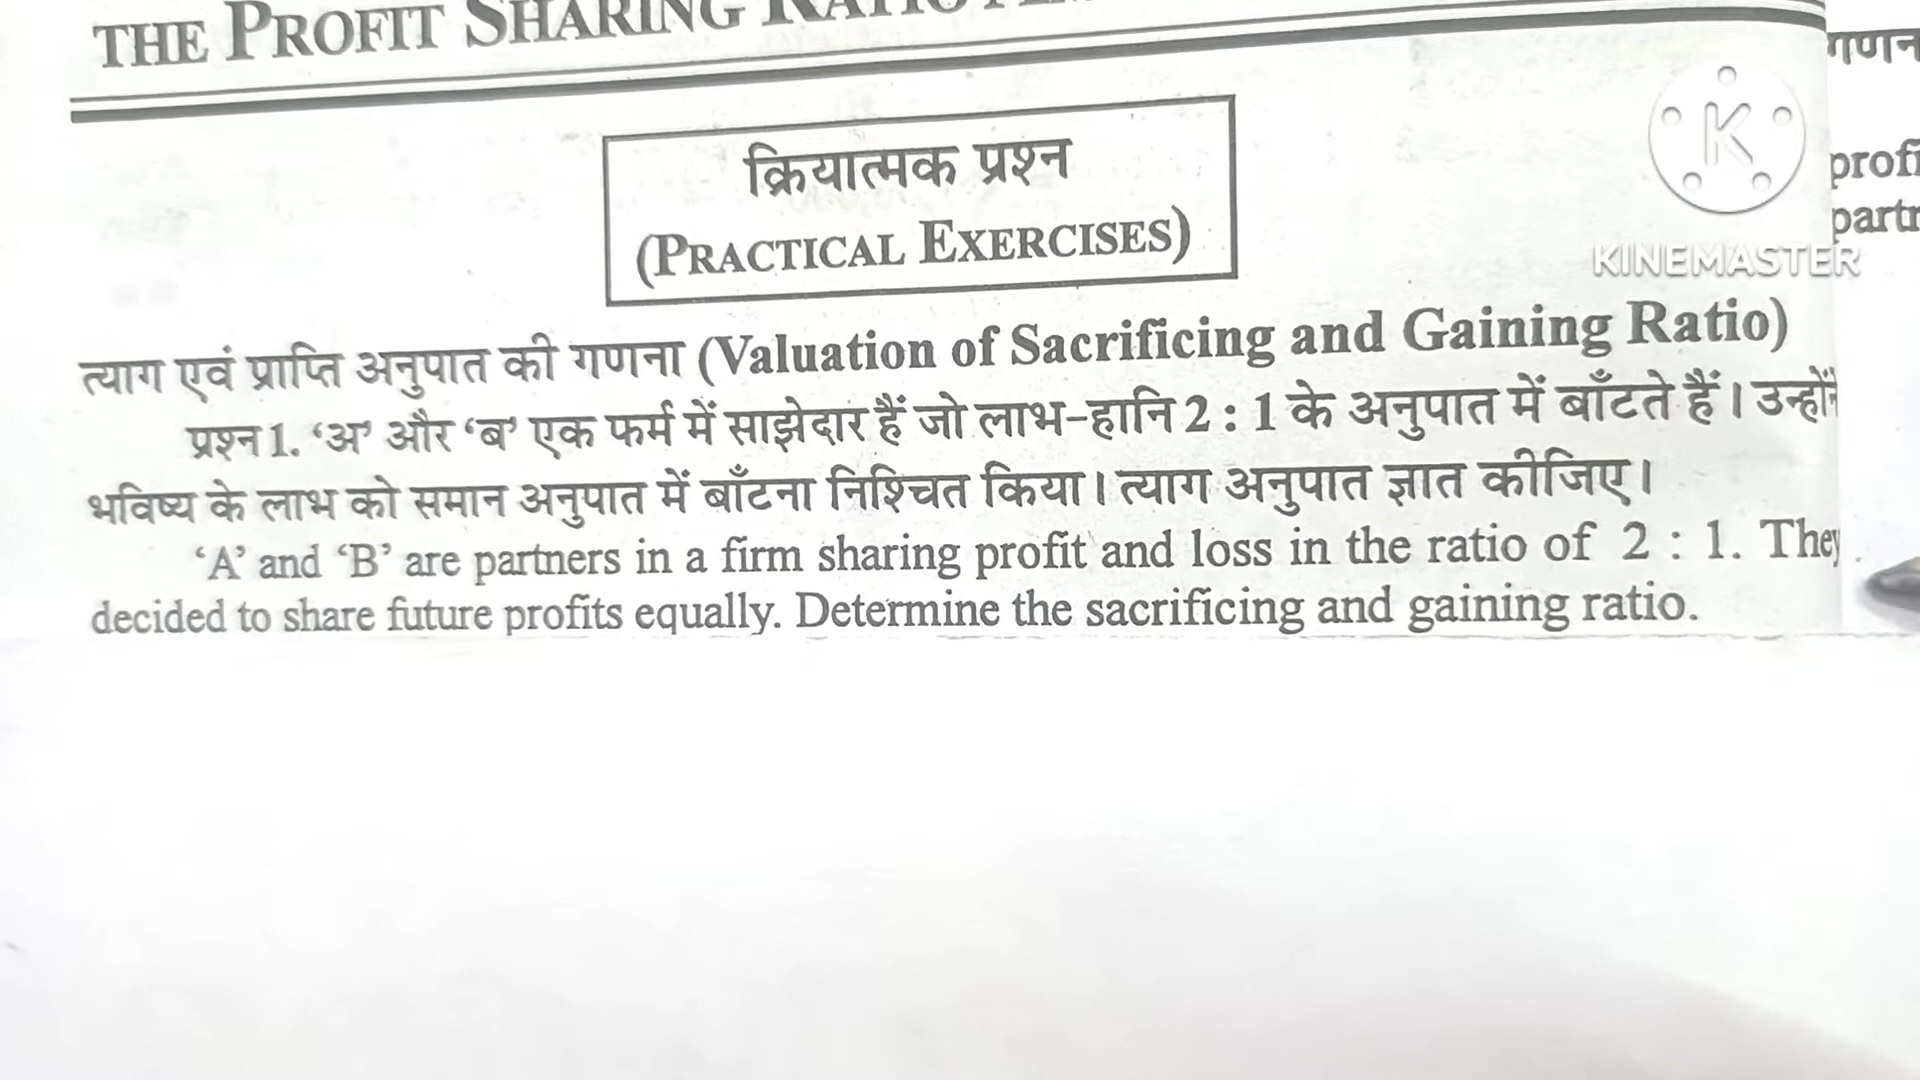 THE PROFIT SHARING
गणन
क्रियात्मक प्रश्न
(PRACTICAL EXERCISES)
K
KINEMASTER
profi
partn
त्याग एवं प्राप्ति अनुपात की गणना (Valuation of Sacrificing and Gaining Ratio)
प्रश्न 1. ‘अ’ और ‘ब’ एक फर्म में साझेदार हैं जो लाभ-हानि 2 : 1 के अनुपात में बाँटते हैं। उन्होंने
भविष्य के लाभ को समान अनुपात में बाँटना निश्चित किया। त्याग अनुपात ज्ञात कीजिए।
‘A’ and ‘B’ are partners in a firm sharing profit and loss in the ratio of 2 : 1. They
decided to share future profits equally. Determine the sacrificing and gaining ratio.